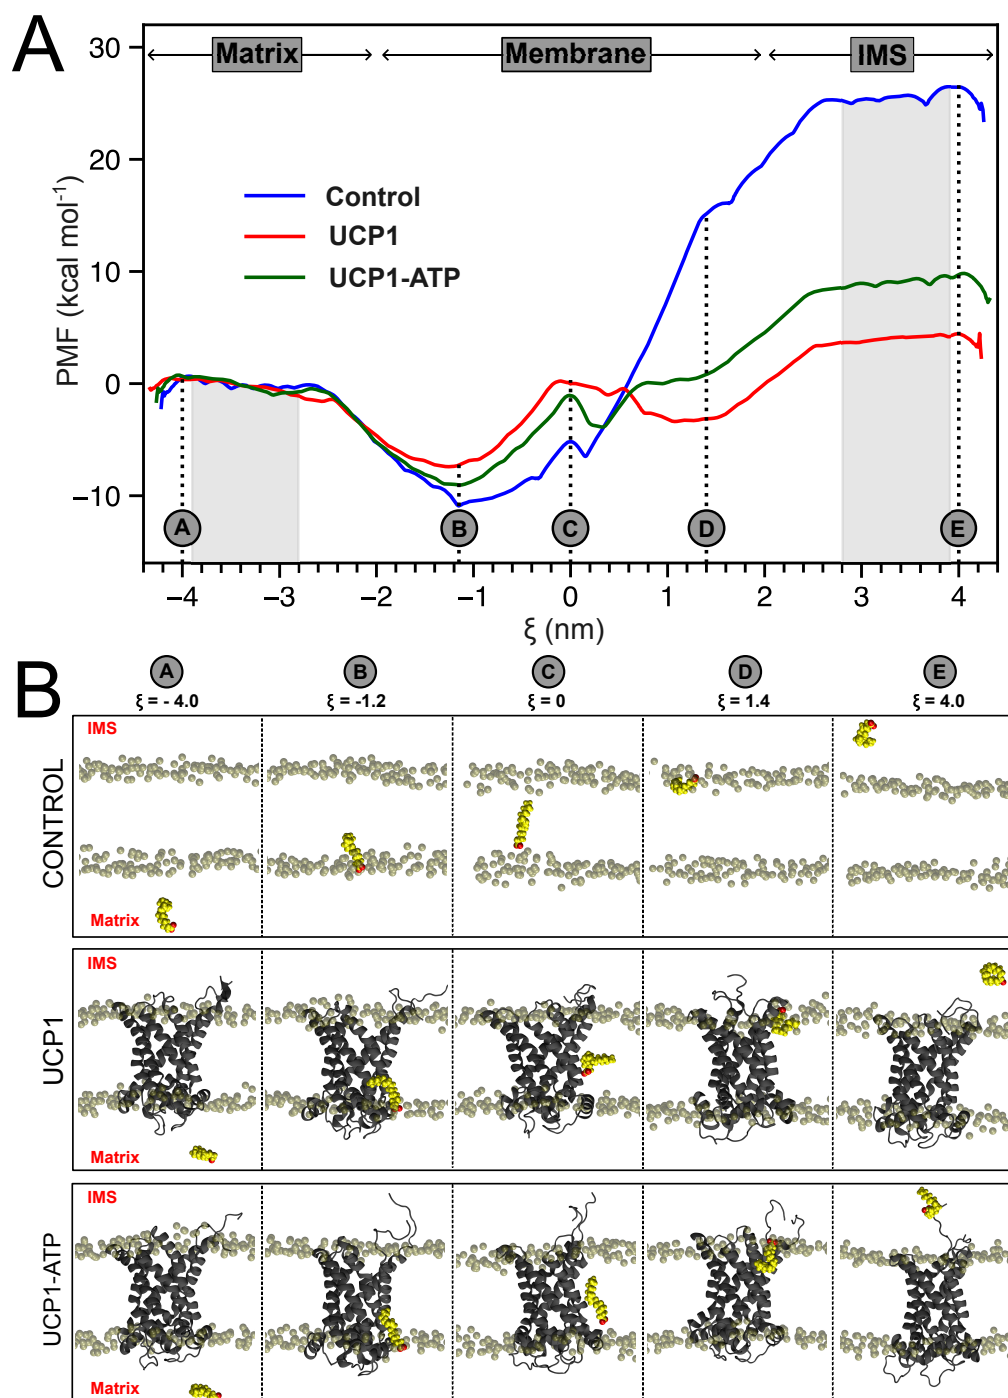 A
Matrix
Membrane
IMS
30
20
10
0
−10
PMF (kcal mol⁻¹)
Control
UCP1
UCP1-ATP
A
B
C
D
E
−4
−3
−2
−1
0
1
2
3
4
ξ (nm)
B
A
B
C
D
E
ξ = - 4.0
ξ = -1.2
ξ = 0
ξ = 1.4
ξ = 4.0
CONTROL
IMS
Matrix
UCP1
IMS
Matrix
UCP1-ATP
IMS
Matrix